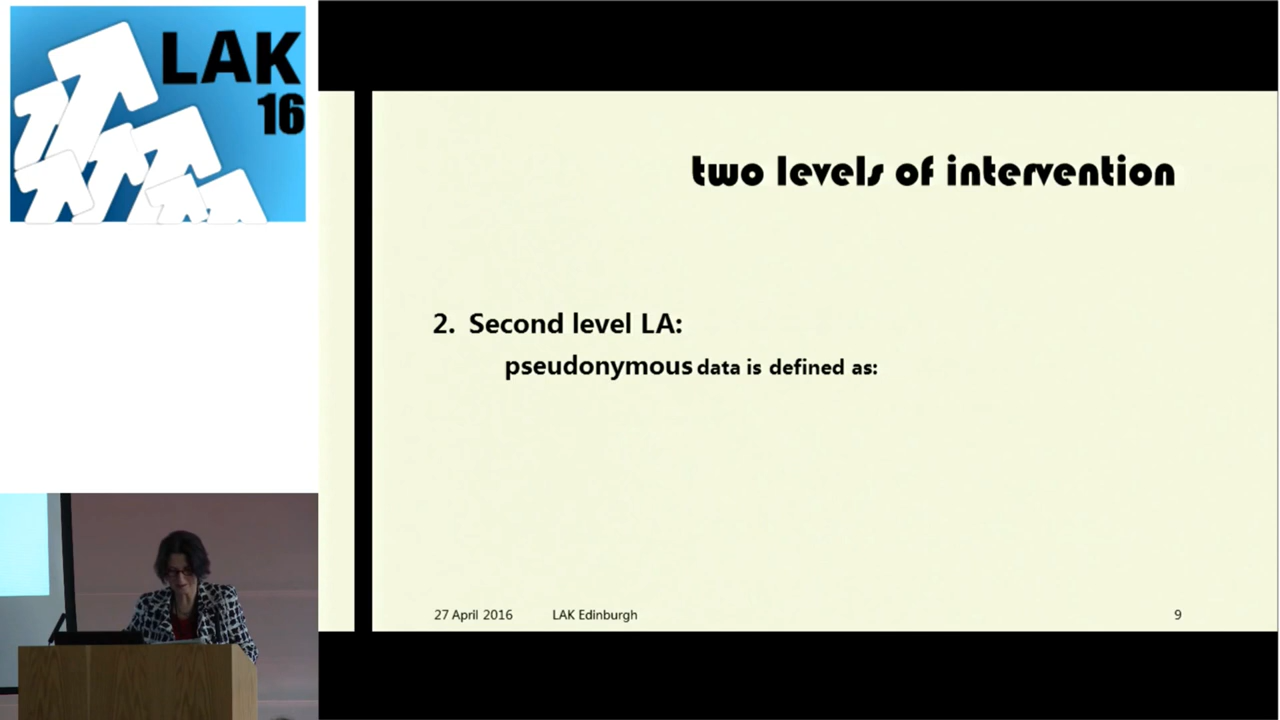 LAK
16
two levels of intervention
2. Second level LA:
pseudonymous data is defined as:
27 April 2016 LAK Edinburgh 9